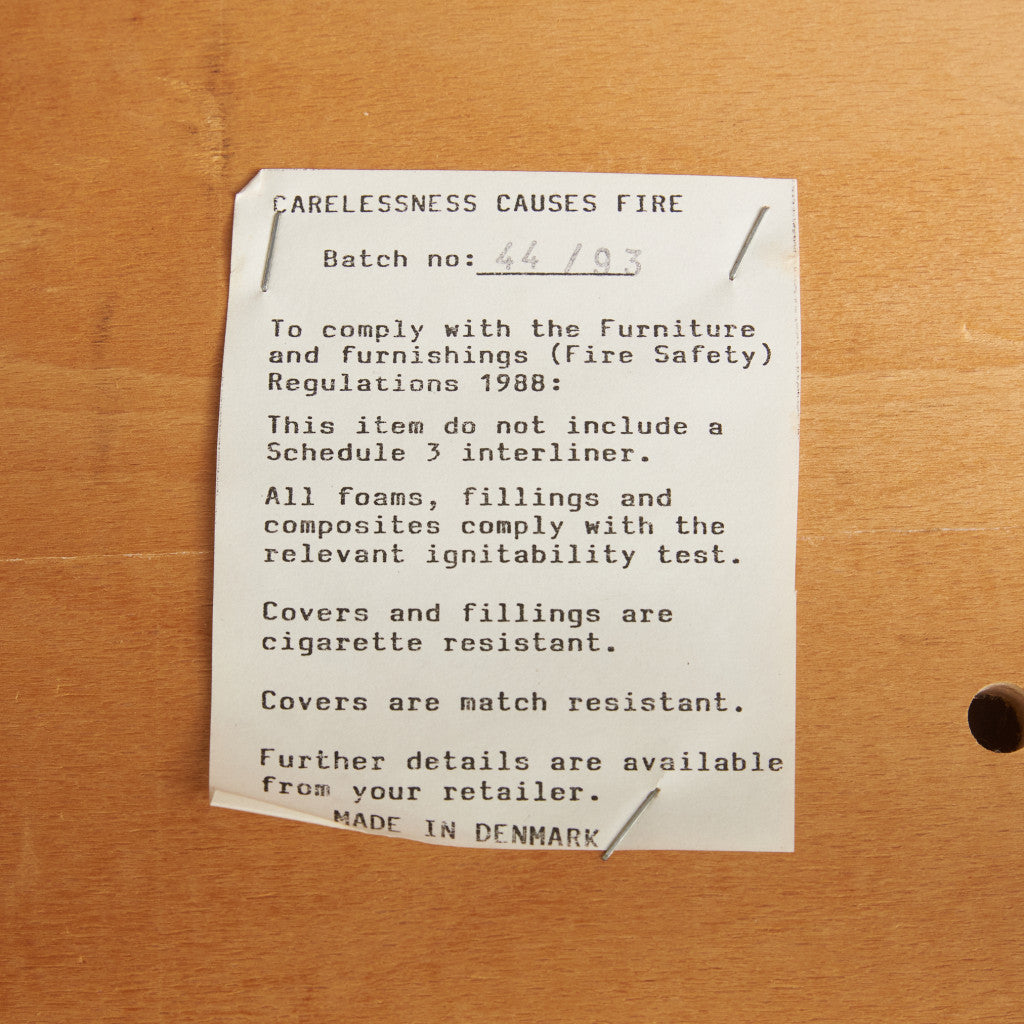 CARELESSNESS CAUSES FIRE
Batch no: 44 / 93
To comply with the Furniture
and furnishings (Fire Safety)
Regulations 1988:
This item do not include a
Schedule 3 interliner.
All foams, fillings and
composites comply with the
relevant ignitability test.
Covers and fillings are
cigarette resistant.
Covers are match resistant.
Further details are available
from your retailer.
MADE IN DENMARK